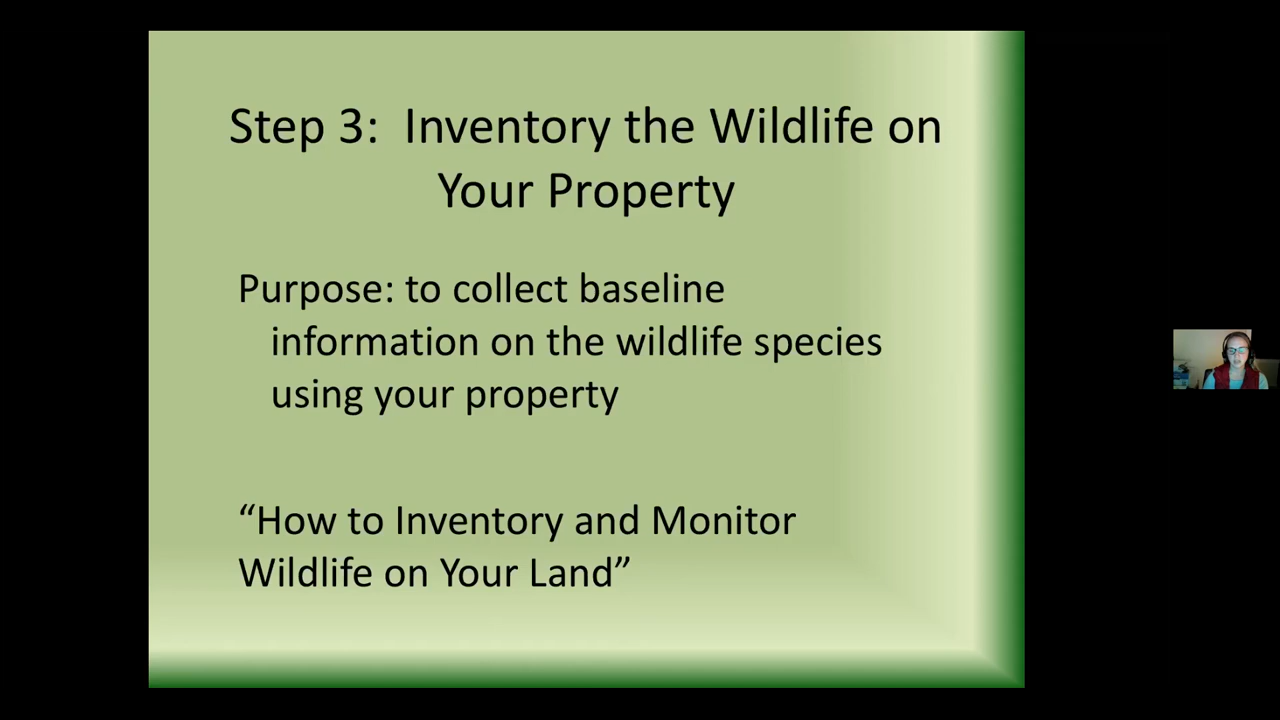 Step 3:  Inventory the Wildlife on
Your Property
Purpose: to collect baseline
information on the wildlife species
using your property
“How to Inventory and Monitor
Wildlife on Your Land”